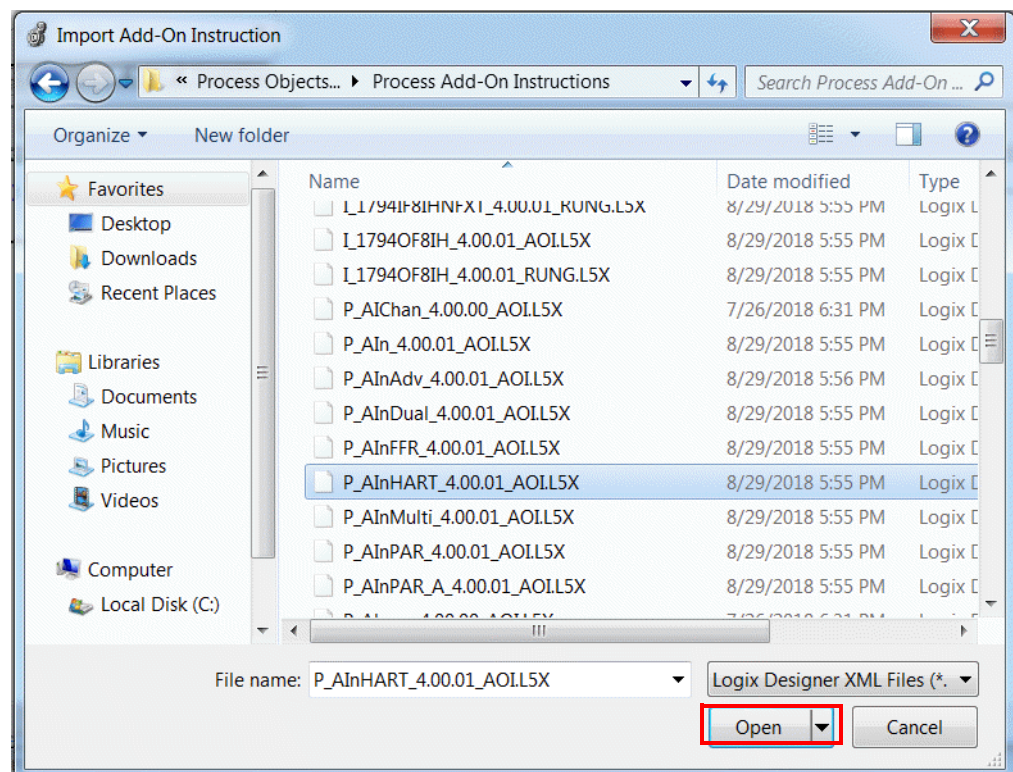 Import Add-On Instruction
« Process Objects... Process Add-On Instructions
Search Process Add-On ...
Organize
New folder
Favorites
Desktop
Downloads
Recent Places
Libraries
Documents
Music
Pictures
Videos
Computer
Local Disk (C:)
Name Date modified Type
I_1794IF8IHNFXT_4.00.01_RUNG.L5X 8/29/2018 5:55 PM Logix
I_1794OF8IH_4.00.01_AOI.L5X 8/29/2018 5:55 PM Logix
I_1794OF8IH_4.00.01_RUNG.L5X 8/29/2018 5:55 PM Logix
P_AIChan_4.00.00_AOI.L5X 7/26/2018 6:31 PM Logix
P_AIn_4.00.01_AOI.L5X 8/29/2018 5:55 PM Logix
P_AInAdv_4.00.01_AOI.L5X 8/29/2018 5:56 PM Logix
P_AInDual_4.00.01_AOI.L5X 8/29/2018 5:55 PM Logix
P_AInFFR_4.00.01_AOI.L5X 8/29/2018 5:55 PM Logix
P_AInHART_4.00.01_AOI.L5X 8/29/2018 5:55 PM Logix
P_AInMulti_4.00.01_AOI.L5X 8/29/2018 5:55 PM Logix
P_AInPAR_4.00.01_AOI.L5X 8/29/2018 5:55 PM Logix
P_AInPAR_A_4.00.01_AOI.L5X 8/29/2018 5:55 PM Logix
File name: P_AInHART_4.00.01_AOI.L5X
Logix Designer XML Files (*.
Open
Cancel